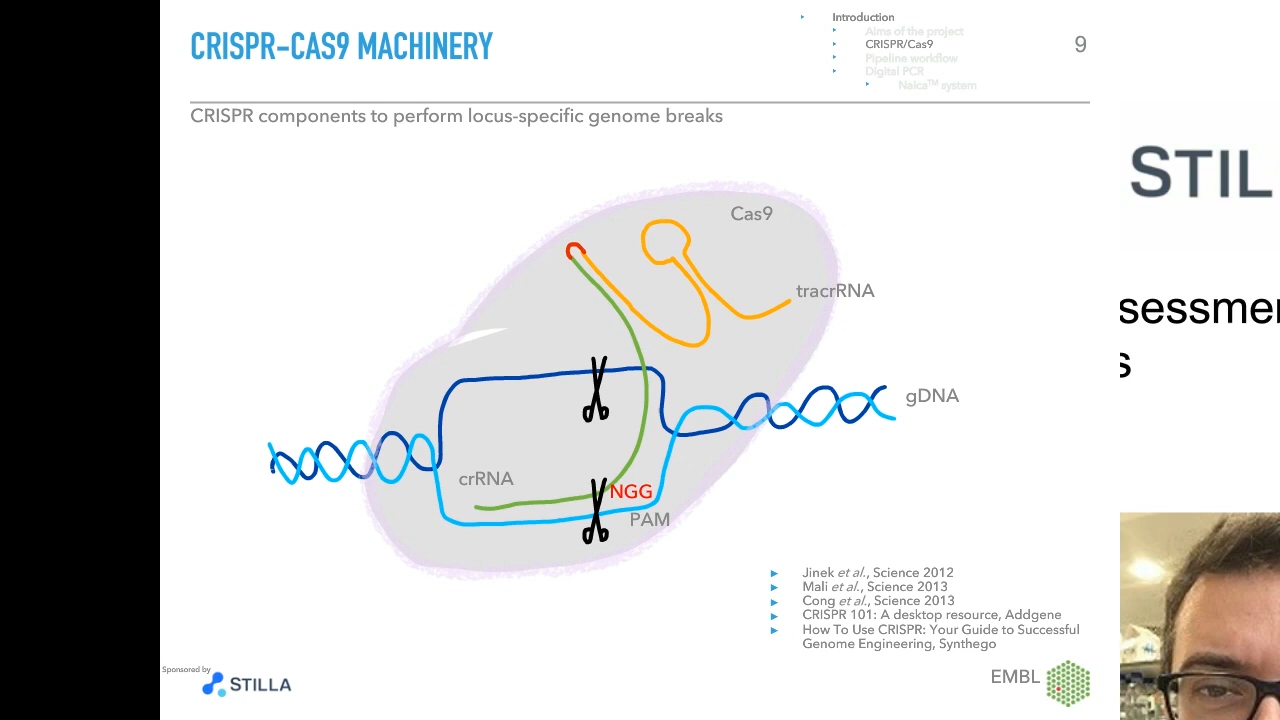 CRISPR-CAS9 MACHINERY
Introduction
Aims of the project
CRISPR/Cas9
Pipeline workflow
Digital PCR
Naica™ system
9
CRISPR components to perform locus-specific genome breaks
Cas9
tracrRNA
gDNA
crRNA
NGG
PAM
Jinek et al., Science 2012
Mali et al., Science 2013
Cong et al., Science 2013
CRISPR 101: A desktop resource, Addgene
How To Use CRISPR: Your Guide to Successful
Genome Engineering, Synthego
Sponsored by
STILLA
EMBL
STIL
sessmen
s